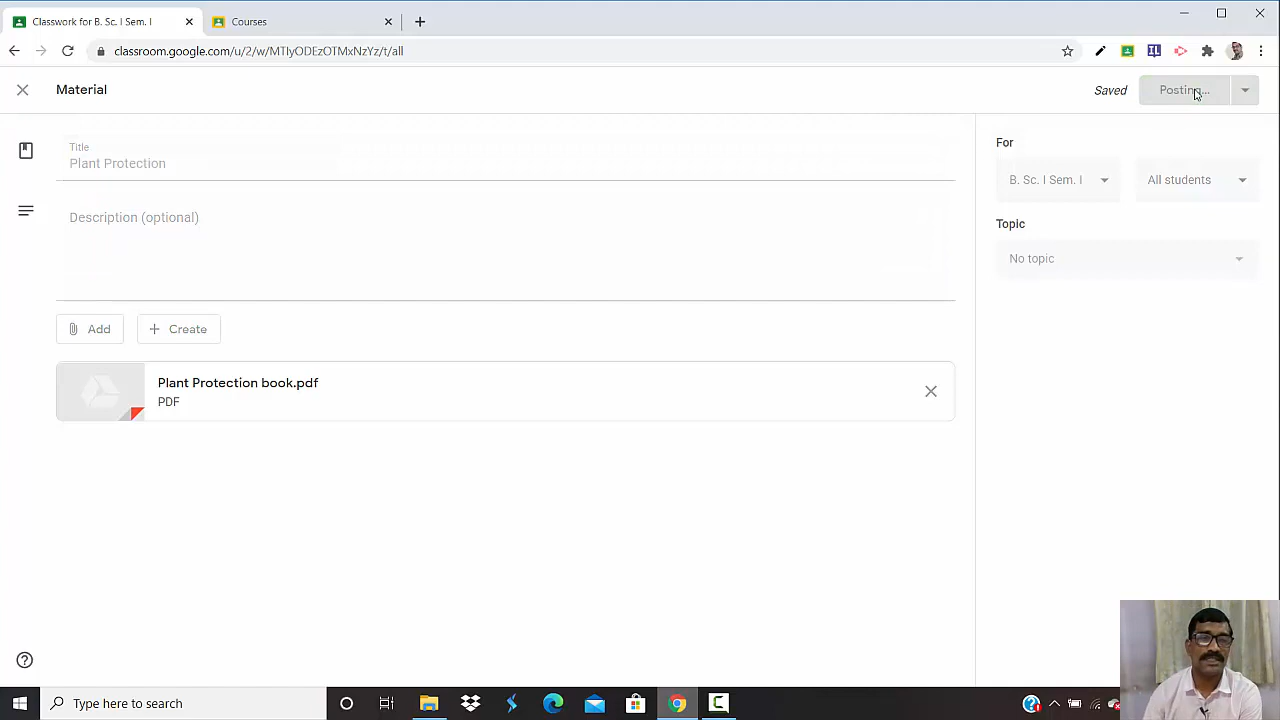 Classwork for B. Sc. I Sem. I
Courses
classroom.google.com/u/2/w/MTIyODEzOTMxNzYz/t/all
IL
Material
Saved
Posting...
Title
Plant Protection
Description (optional)
Add
Create
Plant Protection book.pdf
PDF
For
B. Sc. I Sem. I
All students
Topic
No topic
Type here to search